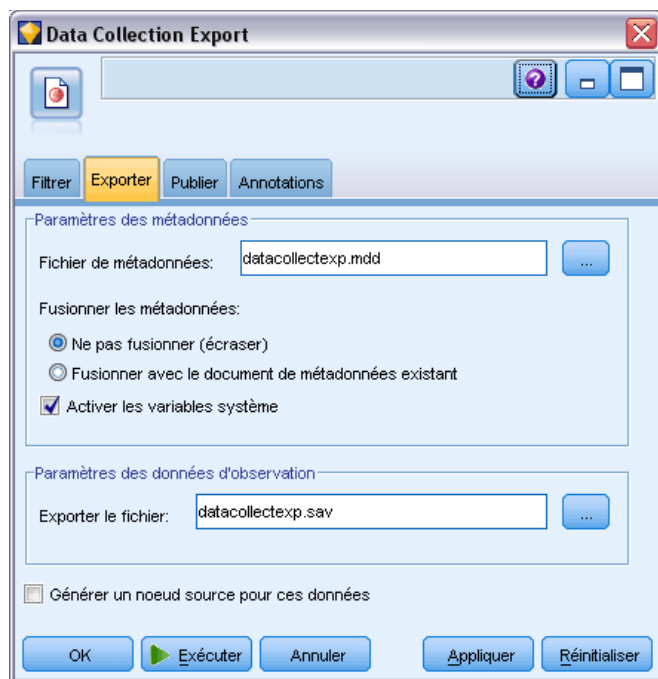 Data Collection Export
Filtrer Exporter Publier Annotations
Paramètres des métadonnées
Fichier de métadonnées: datacollectexp.mdd ...
Fusionner les métadonnées:
Ne pas fusionner (écraser)
Fusionner avec le document de métadonnées existant
Activer les variables système
Paramètres des données d'observation
Exporter le fichier: datacollectexp.sav ...
Générer un noeud source pour ces données
OK Exécuter Annuler Appliquer Réinitialiser